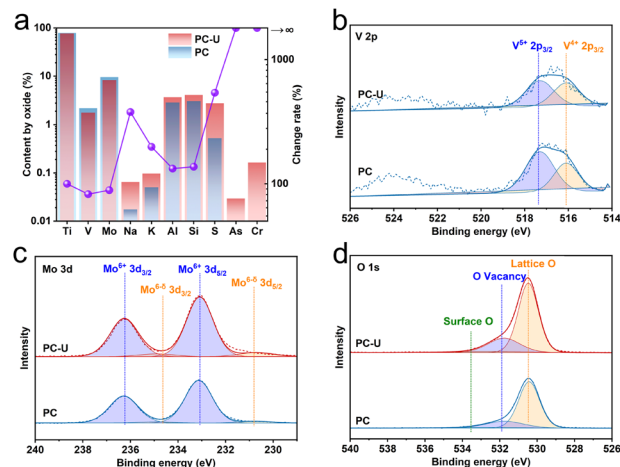 a
PC-U
PC
Content by oxide (%)
100
10
1
0.1
0.01
→∞
1000
100
Change rate (%)
Ti V Mo Na K Al Si S As Cr
b
V 2p
V5+ 2p3/2
V4+ 2p3/2
PC-U
PC
Intensity
526 524 522 520 518 516 514
Binding energy (eV)
c
Mo 3d
Mo6+ 3d3/2
Mo6+ 3d5/2
Mo6-δ 3d3/2
Mo6-δ 3d5/2
PC-U
PC
Intensity
240 238 236 234 232 230
Binding energy (eV)
d
O 1s
Lattice O
O Vacancy
Surface O
PC-U
PC
Intensity
540 538 536 534 532 530 528 526
Binding energy (eV)